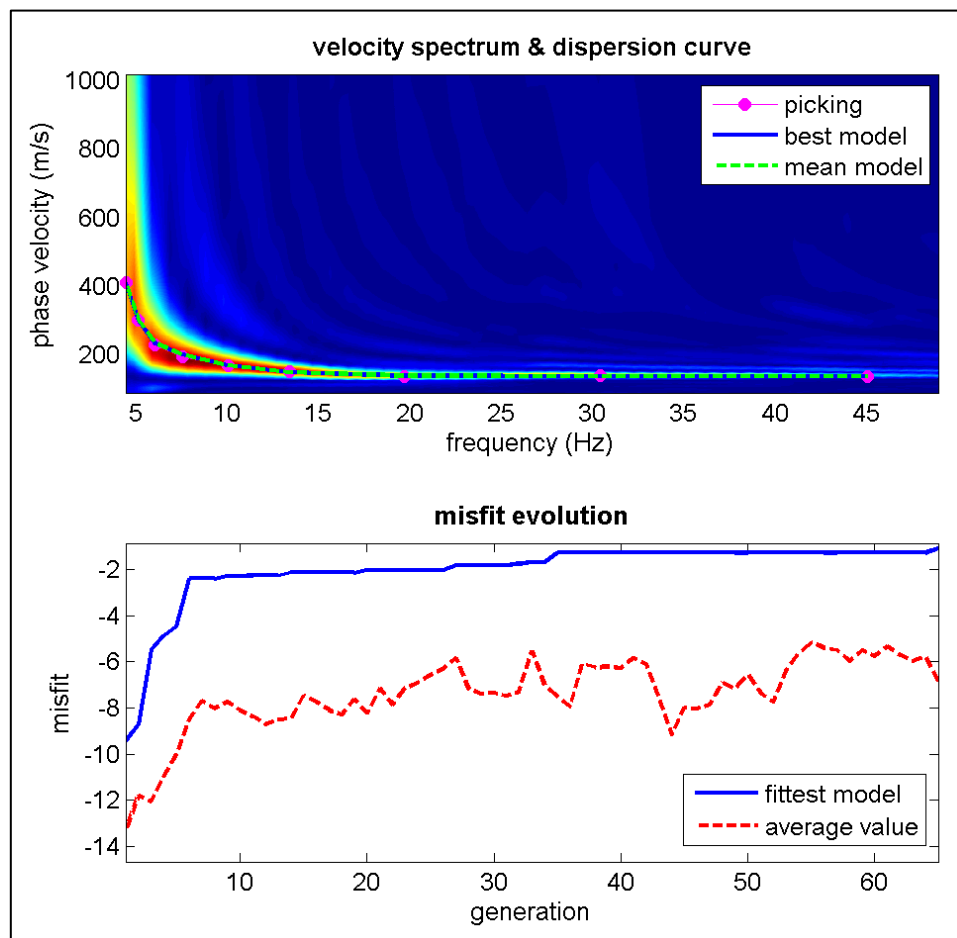 velocity spectrum & dispersion curve
1000
800
600
400
200
phase velocity (m/s)
picking
best model
mean model
5 10 15 20 25 30 35 40 45
frequency (Hz)
misfit evolution
-2
-4
-6
-8
-10
-12
-14
misfit
fittest model
average value
10 20 30 40 50 60
generation